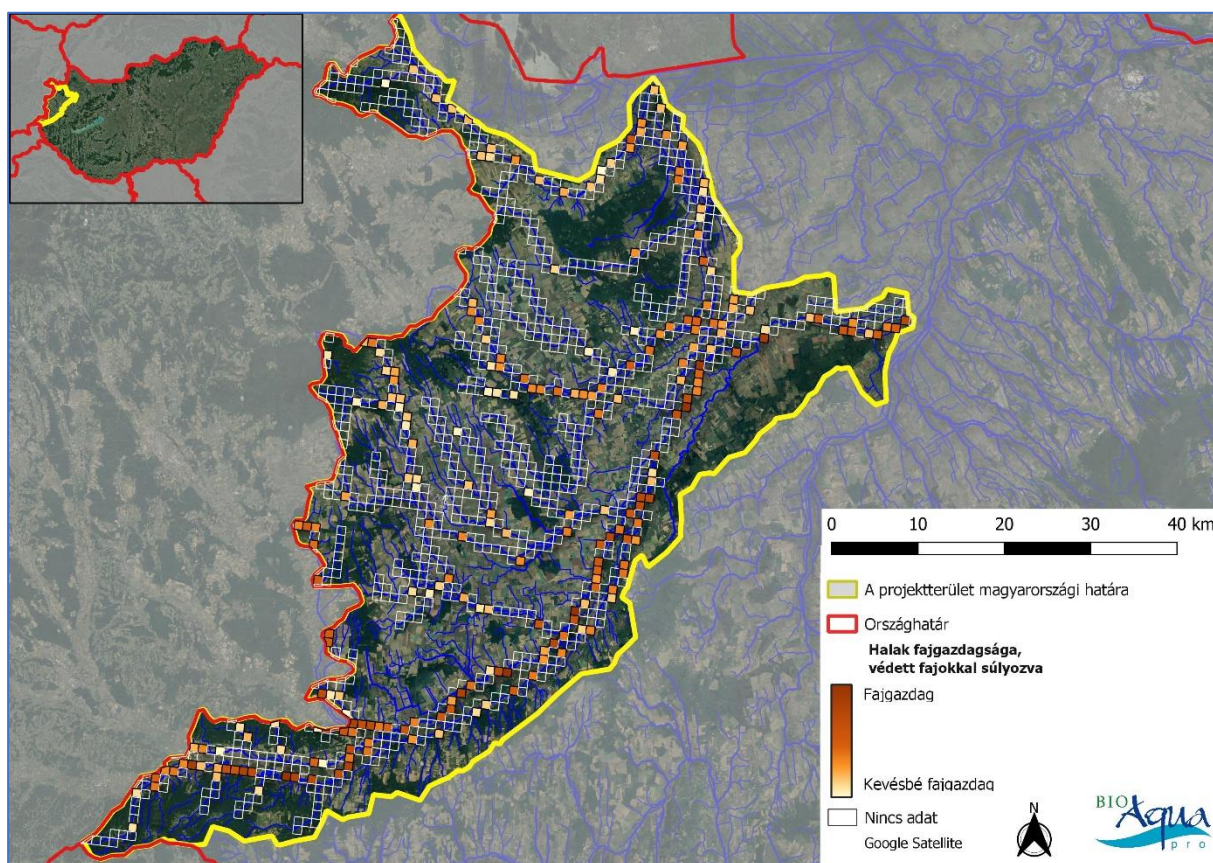 0 10 20 30 40 km
A projektterület magyarországi határa
Országhatár
Halak fajgazdagsága,
védett fajokkal súlyozva
Fajgazdag
Kevésbé fajgazdag
Nincs adat
Google Satellite
N
BIO
Aqua
pro